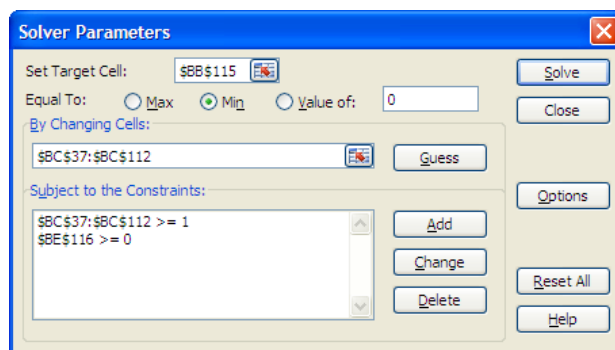 Solver Parameters
Set Target Cell: $BB$115 Solve
Equal To: Max Min Value of: 0 Close
By Changing Cells:
$BC$37:$BC$112 Guess
Subject to the Constraints: Options
$BC$37:$BC$112 >= 1 Add
$BE$116 >= 0
Change
Delete Reset All
Help